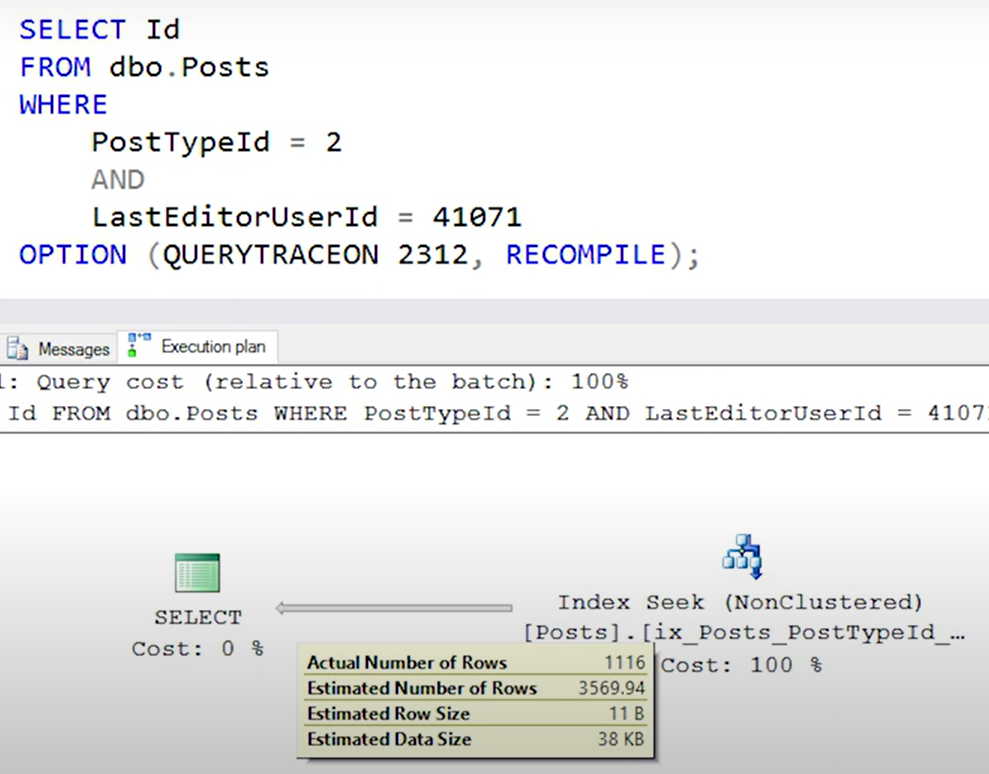 SELECT Id
FROM dbo.Posts
WHERE
PostTypeId = 2
AND
LastEditorUserId = 41071
OPTION (QUERYTRACEON 2312, RECOMPILE);
Messages Execution plan
1: Query cost (relative to the batch): 100%
Id FROM dbo.Posts WHERE PostTypeId = 2 AND LastEditorUserId = 4107
SELECT
Cost: 0 %
Index Seek (NonClustered)
[Posts].[ix_Posts_PostTypeId_…
Cost: 100 %
Actual Number of Rows 1116
Estimated Number of Rows 3569.94
Estimated Row Size 11 B
Estimated Data Size 38 KB